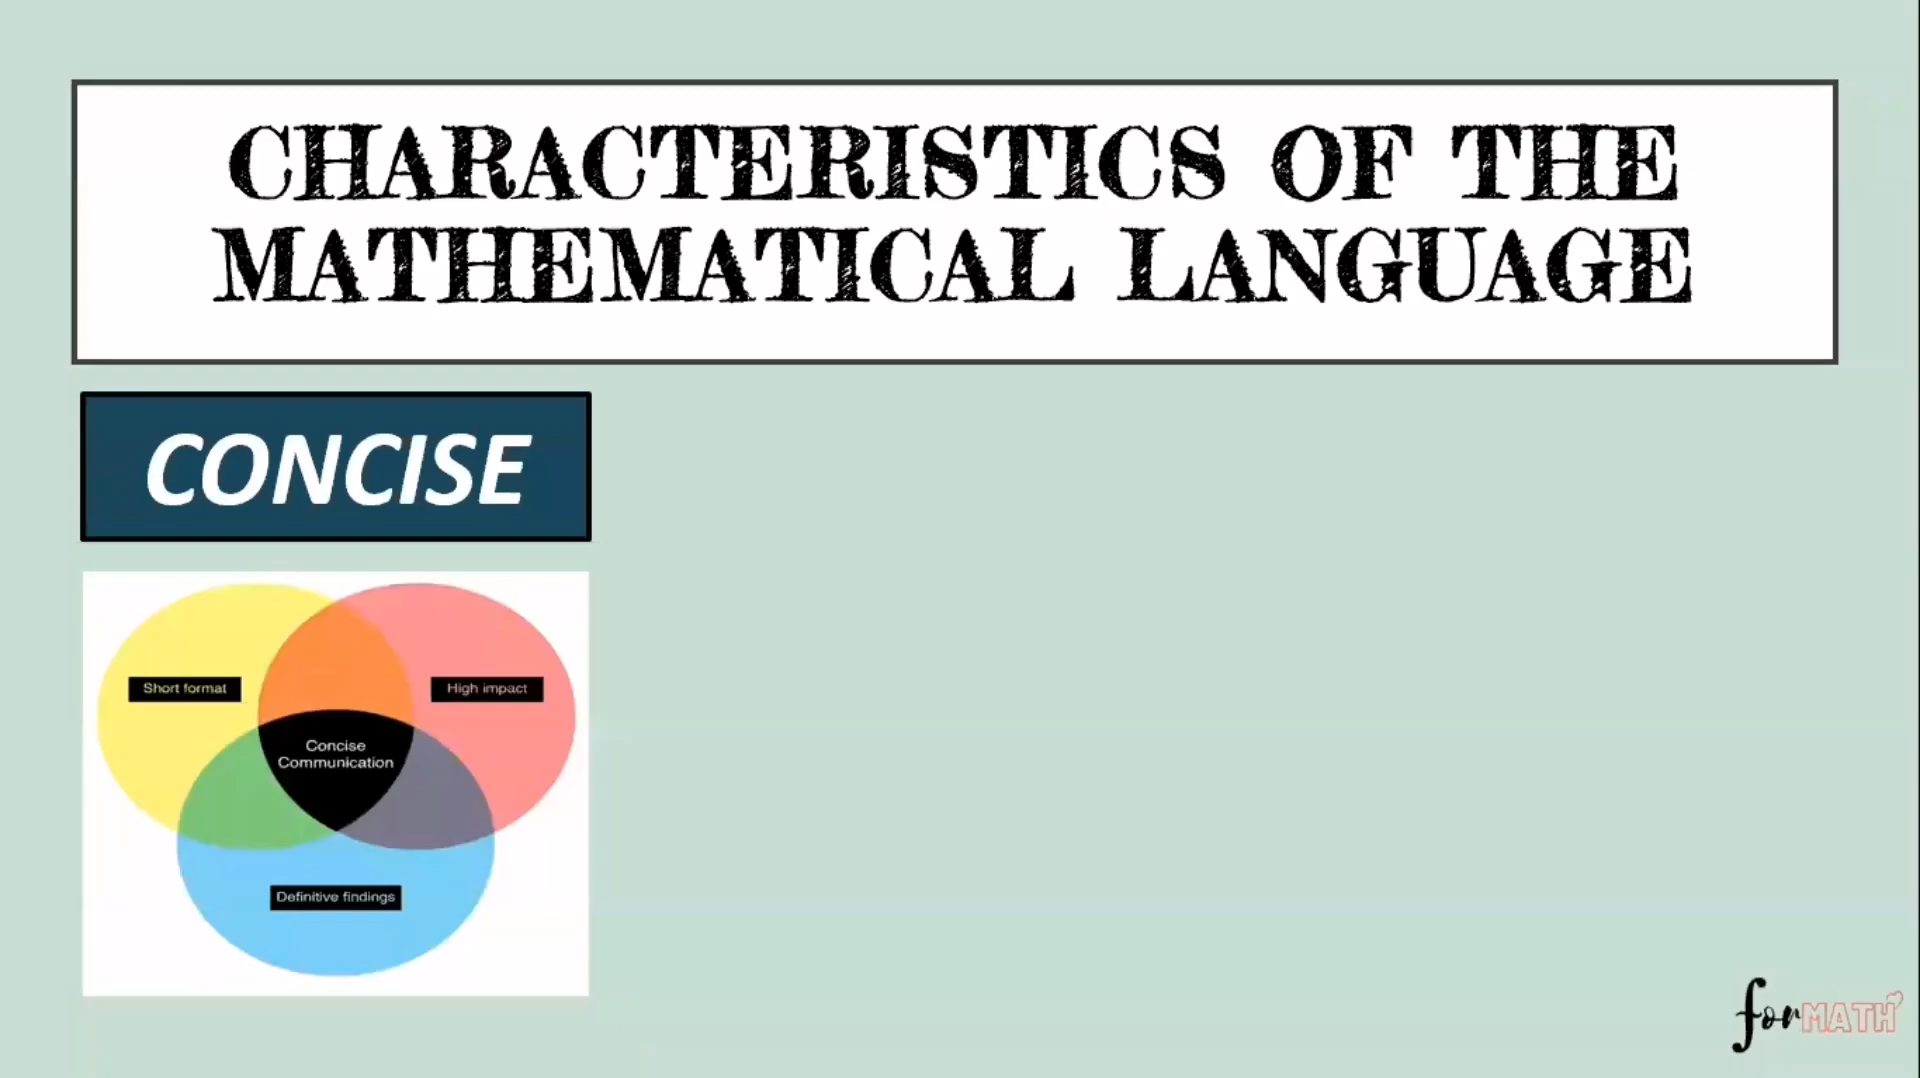 CHARACTERISTICS OF THE
MATHEMATICAL LANGUAGE
CONCISE
Short format
High impact
Concise
Communication
Definitive findings
forMATH